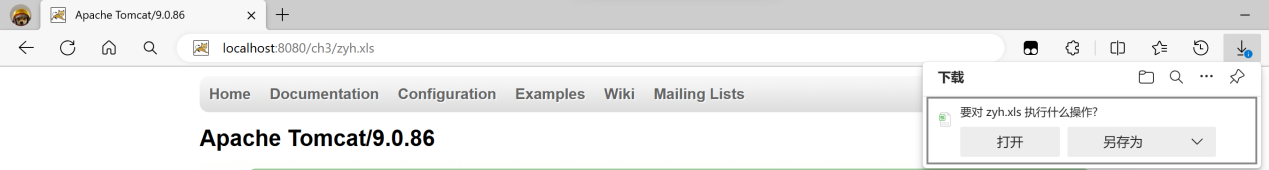 Apache Tomcat/9.0.86
localhost:8080/ch3/zyh.xls
下载
要对 zyh.xls 执行什么操作?
打开 另存为
Home Documentation Configuration Examples Wiki Mailing Lists
Apache Tomcat/9.0.86